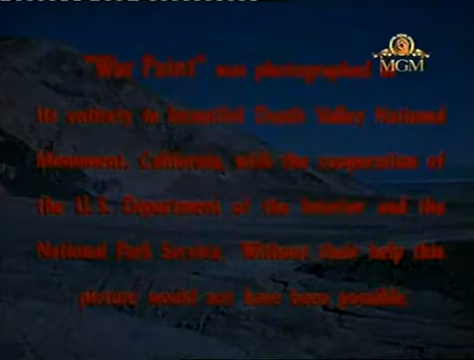 MGM
"War Paint" was photographed in
its entirety in beautiful Death Valley National
Monument, California, with the cooperation of
the U. S. Department of the Interior and the
National Park Service. Without their help this
picture would not have been possible.